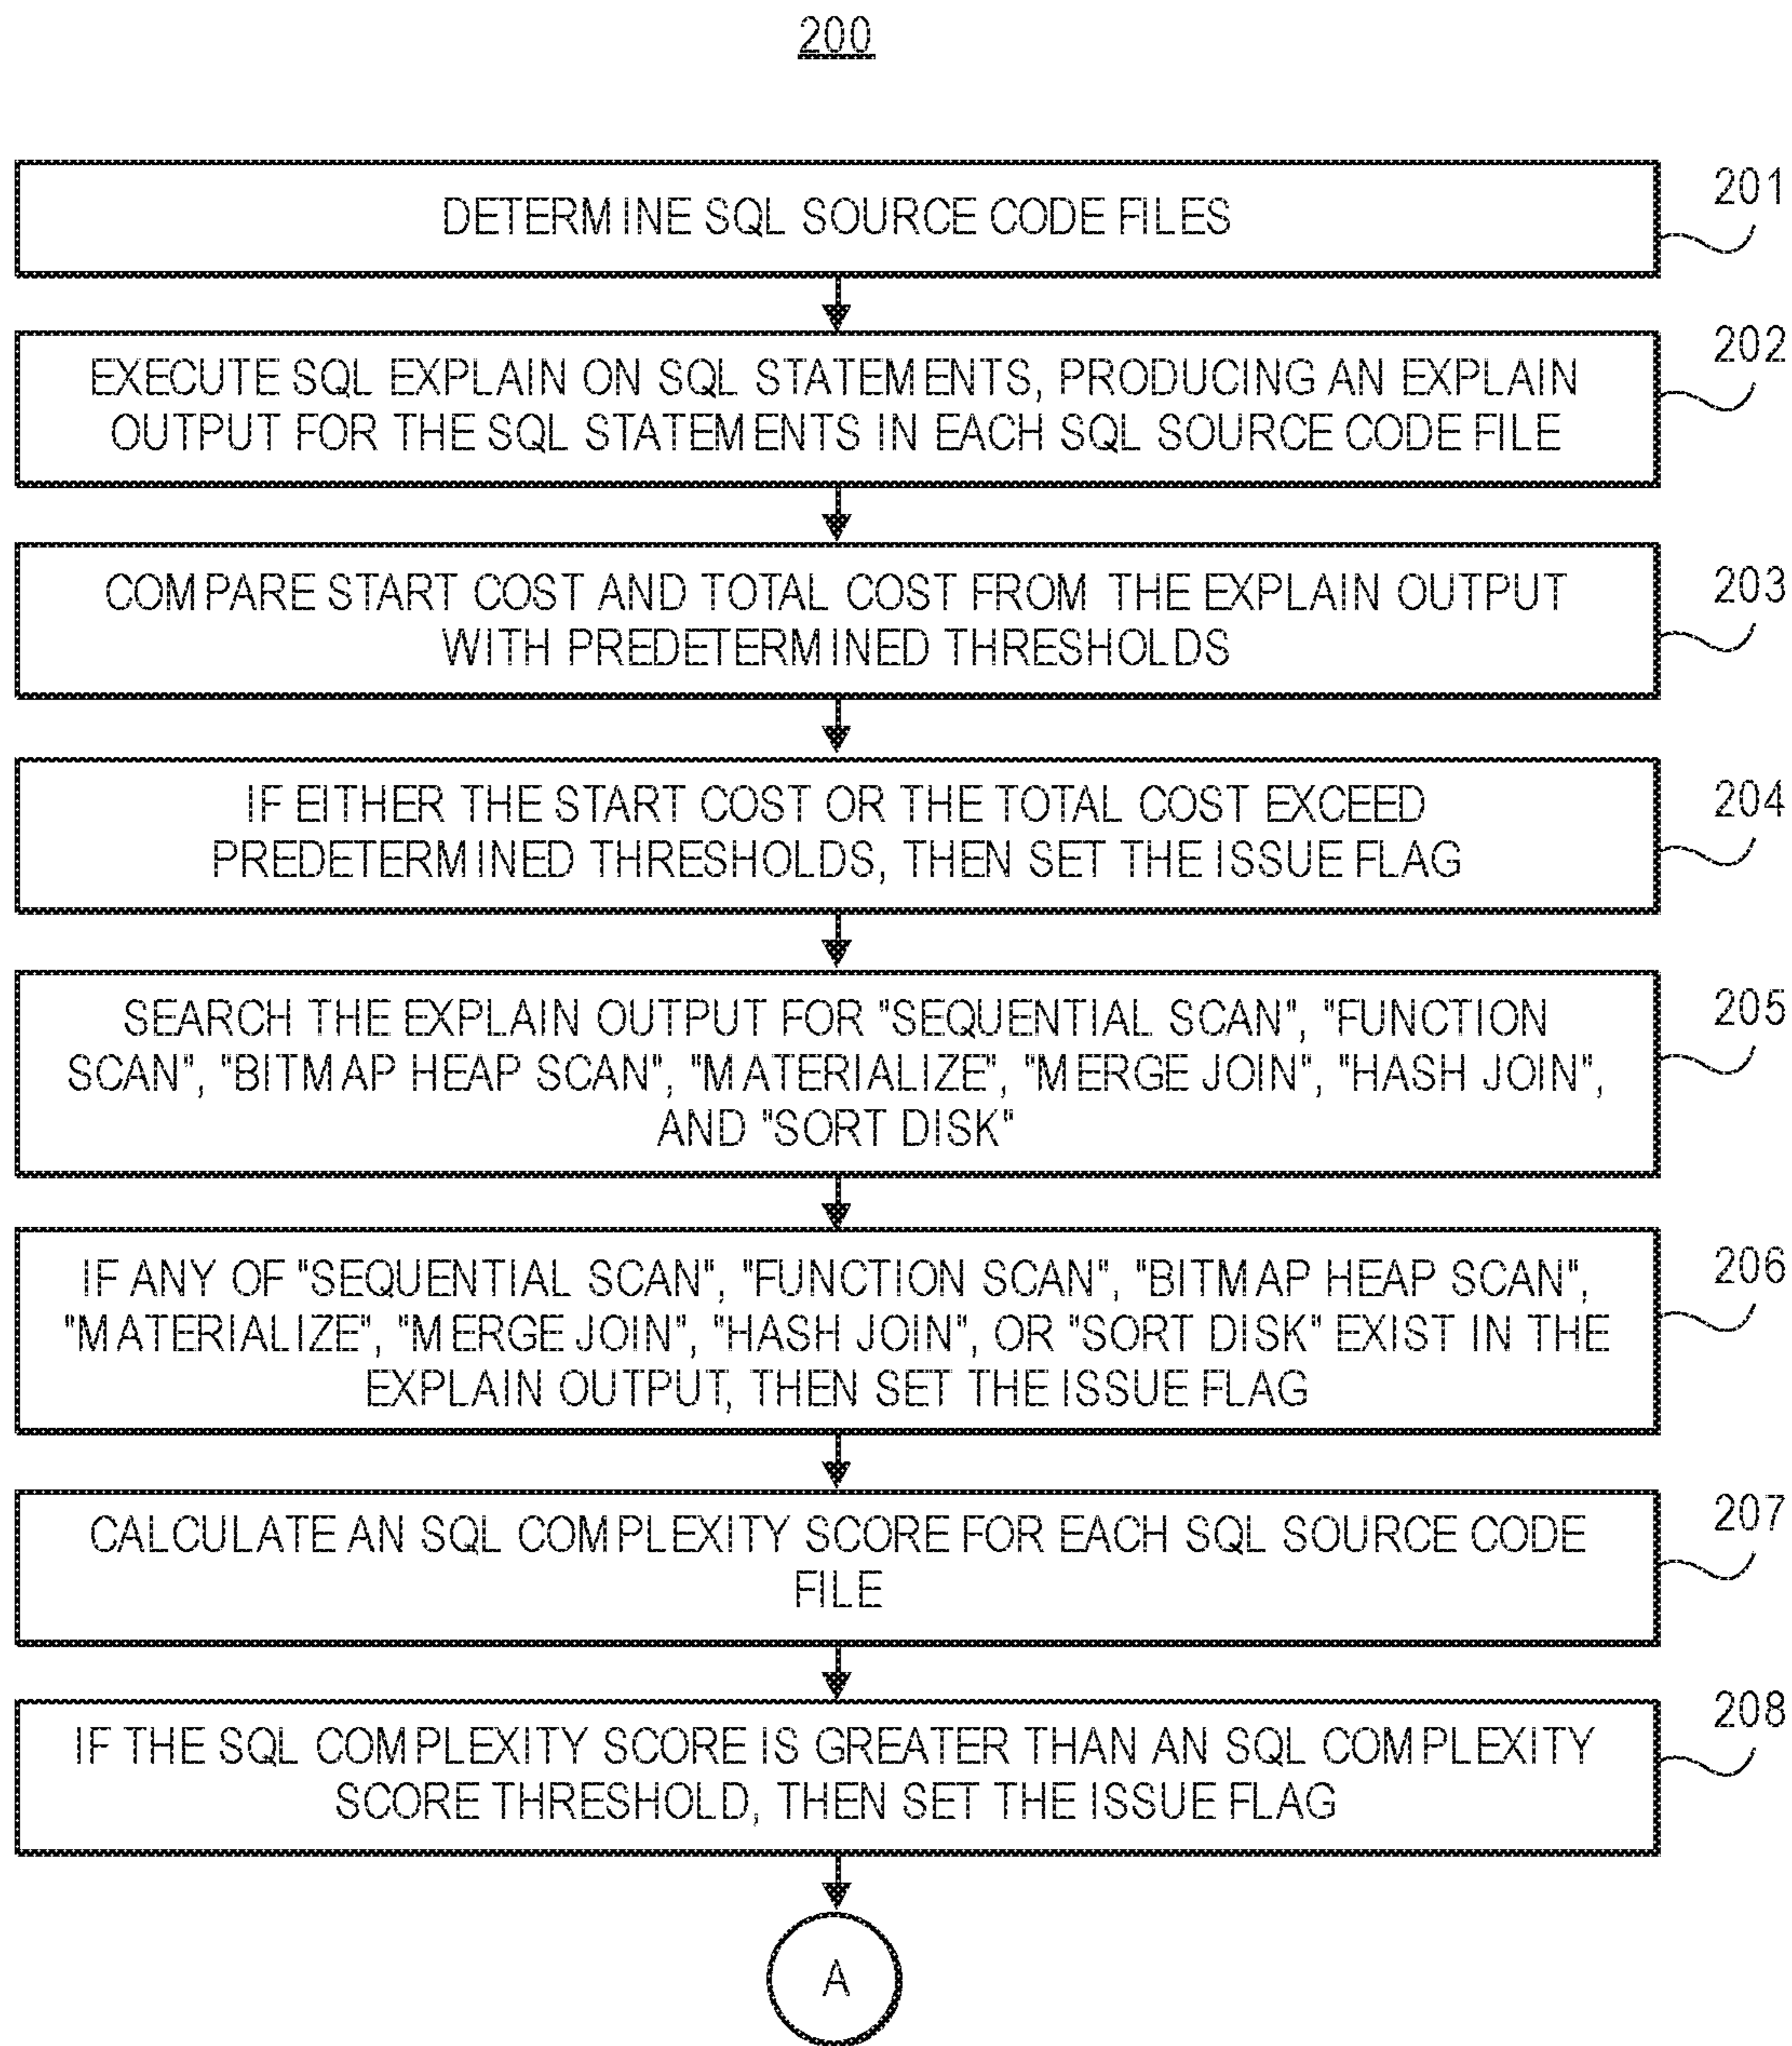 200
DETERMINE SQL SOURCE CODE FILES
201
EXECUTE SQL EXPLAIN ON SQL STATEMENTS, PRODUCING AN EXPLAIN
OUTPUT FOR THE SQL STATEMENTS IN EACH SQL SOURCE CODE FILE
202
COMPARE START COST AND TOTAL COST FROM THE EXPLAIN OUTPUT
WITH PREDETERMINED THRESHOLDS
203
IF EITHER THE START COST OR THE TOTAL COST EXCEED
PREDETERMINED THRESHOLDS, THEN SET THE ISSUE FLAG
204
SEARCH THE EXPLAIN OUTPUT FOR "SEQUENTIAL SCAN", "FUNCTION
SCAN", "BITMAP HEAP SCAN", "MATERIALIZE", "MERGE JOIN", "HASH JOIN",
AND "SORT DISK"
205
IF ANY OF "SEQUENTIAL SCAN", "FUNCTION SCAN", "BITMAP HEAP SCAN",
"MATERIALIZE", "MERGE JOIN", "HASH JOIN", OR "SORT DISK" EXIST IN THE
EXPLAIN OUTPUT, THEN SET THE ISSUE FLAG
206
CALCULATE AN SQL COMPLEXITY SCORE FOR EACH SQL SOURCE CODE
FILE
207
IF THE SQL COMPLEXITY SCORE IS GREATER THAN AN SQL COMPLEXITY
SCORE THRESHOLD, THEN SET THE ISSUE FLAG
208
A